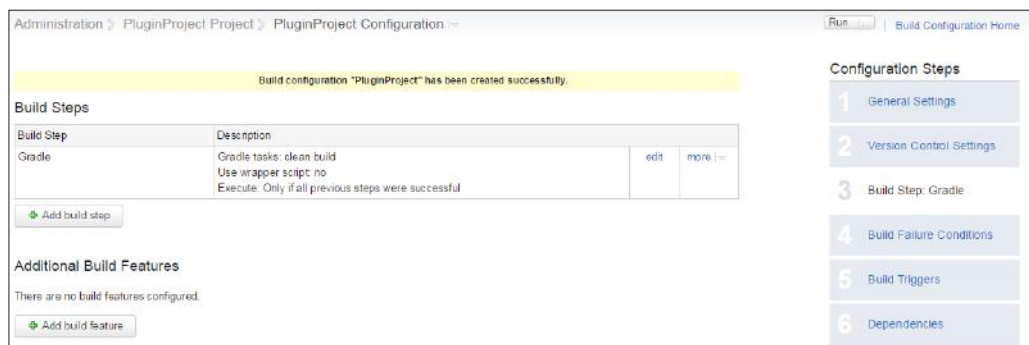 Administration PluginProject Project PluginProject Configuration
Run ... Build Configuration Home
Build configuration "PluginProject" has been created successfully.
Build Steps
Build Step Description
Gradle Gradle tasks: clean build edit more
Use wrapper script: no
Execute: Only if all previous steps were successful
Add build step
Additional Build Features
There are no build features configured.
Add build feature
Configuration Steps
1 General Settings
2 Version Control Settings
3 Build Step: Gradle
4 Build Failure Conditions
5 Build Triggers
6 Dependencies